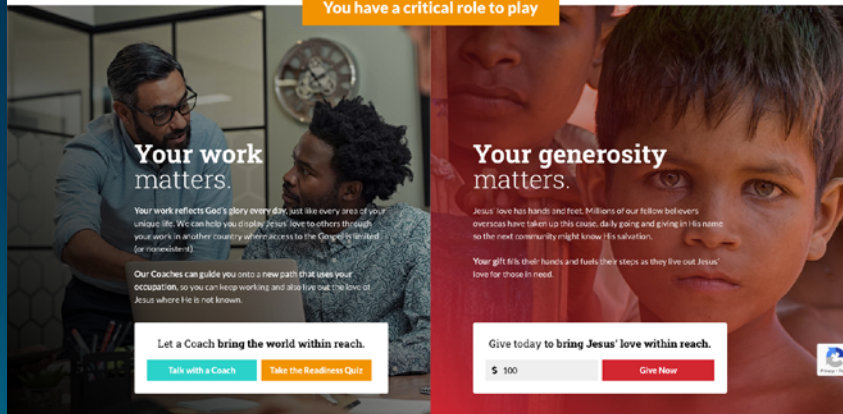 You have a critical role to play
Your work
matters.
Your work reflects God's glory every day, just like every area of your
unique life. We can help you display Jesus' love to others through
your work in another country where access to the Gospel is limited
(or nonexistent).
Our Coaches can guide you onto a new path that uses your
occupation, so you can keep working and also live out the love of
Jesus where He is not known.
Let a Coach bring the world within reach.
Talk with a Coach
Take the Readiness Quiz
Your generosity
matters.
Jesus' love has hands and feet. Millions of our fellow believers
overseas have taken up this cause, daily going and giving in His name
so the next community might know His salvation.
Your gift fills their hands and fuels their steps as they live out Jesus'
love for those in need.
Give today to bring Jesus' love within reach.
$ 100
Give Now